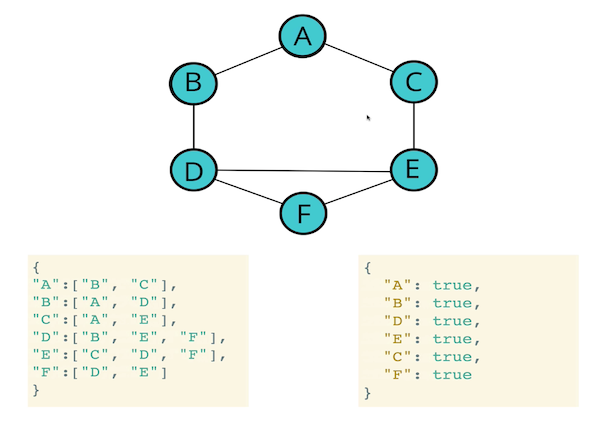 A
B
C
D
E
F
{
"A":["B", "C"],
"B":["A", "D"],
"C":["A", "E"],
"D":["B", "E", "F"],
"E":["C", "D", "F"],
"F":["D", "E"]
}
{
"A": true,
"B": true,
"D": true,
"E": true,
"C": true,
"F": true
}